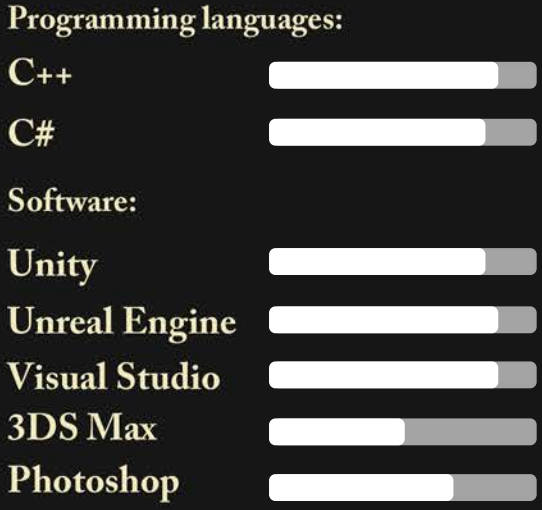 Programming languages:
C++
C#
Software:
Unity
Unreal Engine
Visual Studio
3DS Max
Photoshop